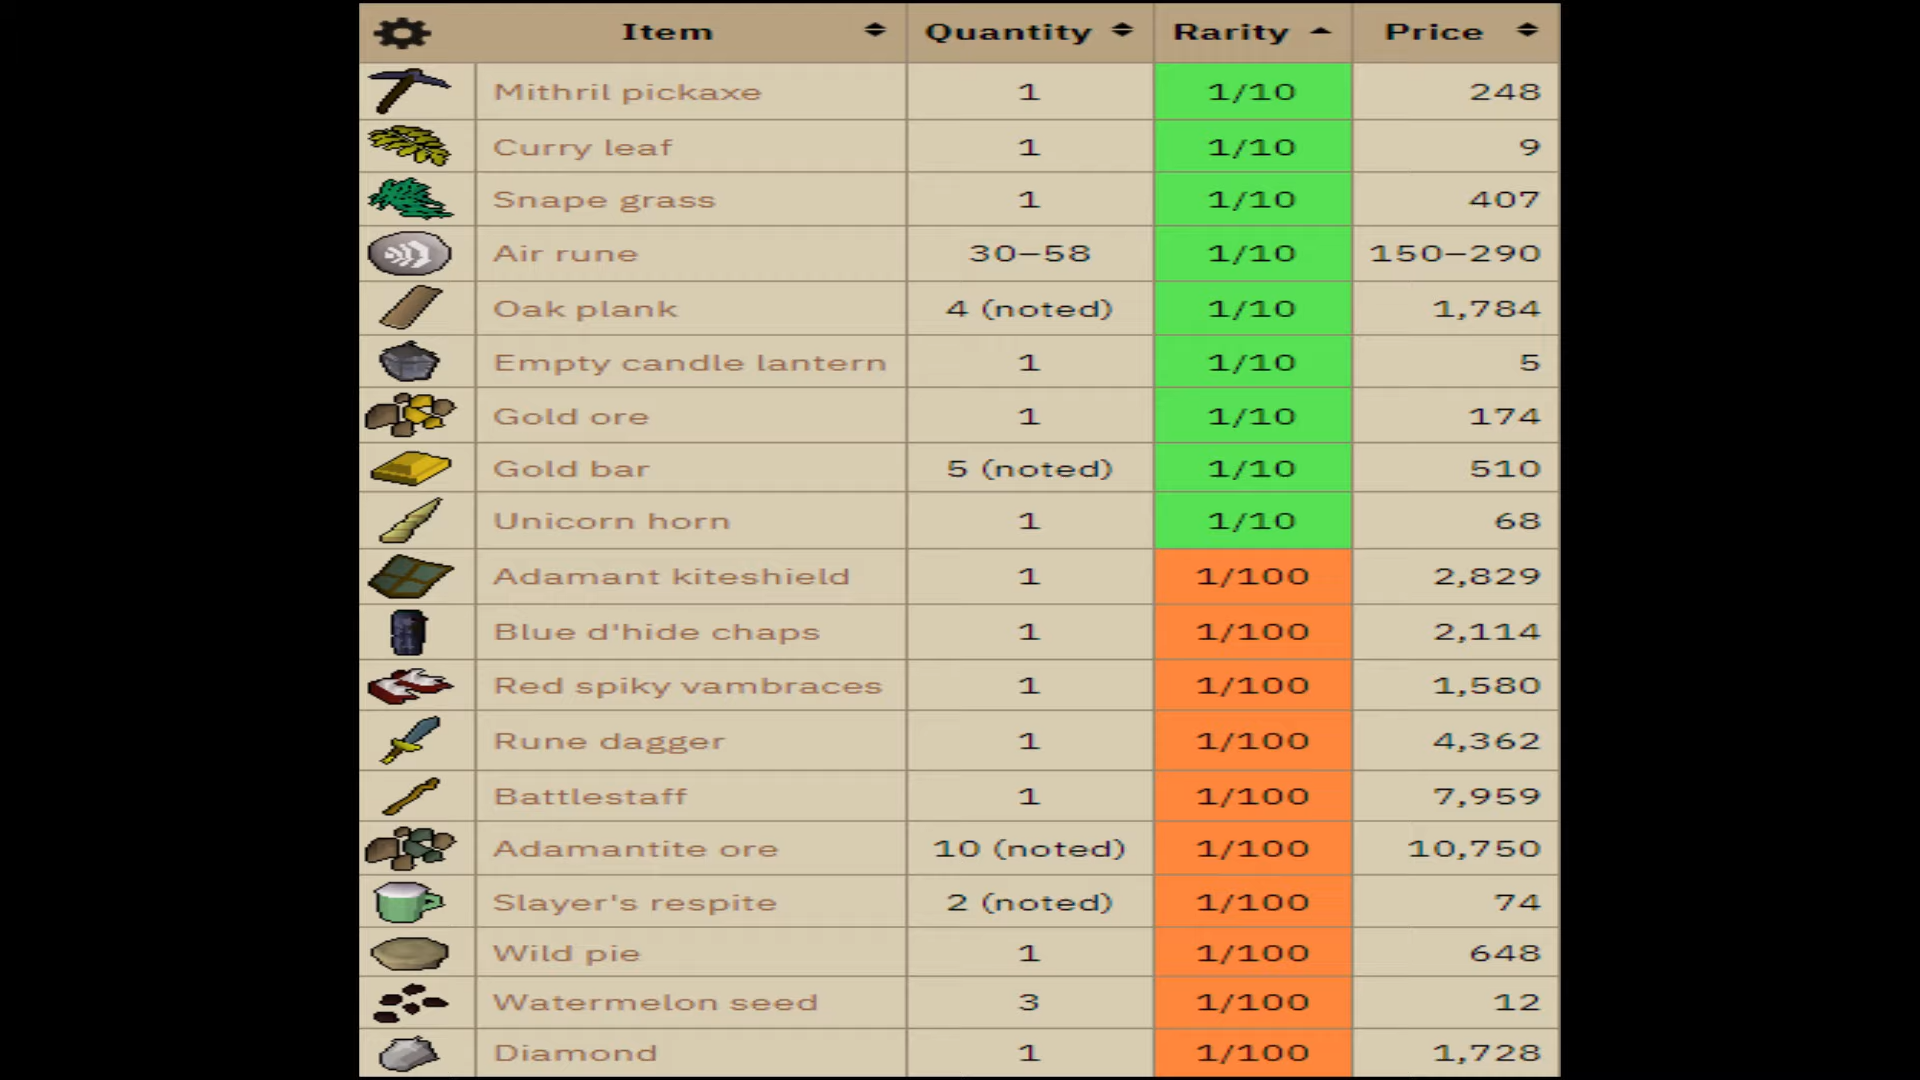 Item Quantity Rarity Price
Mithril pickaxe 1 1/10 248
Curry leaf 1 1/10 9
Snape grass 1 1/10 407
Air rune 30–58 1/10 150–290
Oak plank 4 (noted) 1/10 1,784
Empty candle lantern 1 1/10 5
Gold ore 1 1/10 174
Gold bar 5 (noted) 1/10 510
Unicorn horn 1 1/10 68
Adamant kiteshield 1 1/100 2,829
Blue d'hide chaps 1 1/100 2,114
Red spiky vambraces 1 1/100 1,580
Rune dagger 1 1/100 4,362
Battlestaff 1 1/100 7,959
Adamantite ore 10 (noted) 1/100 10,750
Slayer's respite 2 (noted) 1/100 74
Wild pie 1 1/100 648
Watermelon seed 3 1/100 12
Diamond 1 1/100 1,728